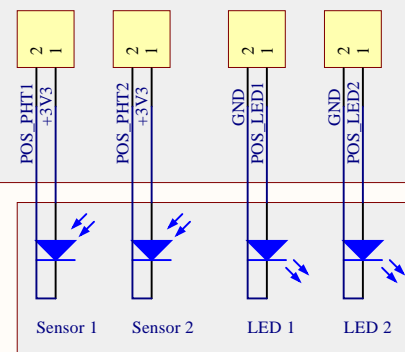 2 1 2 1 2 1 2 1
POS_PHT1
+3V3
POS_PHT2
+3V3
GND
POS_LED1
GND
POS_LED2
Sensor 1 Sensor 2 LED 1 LED 2